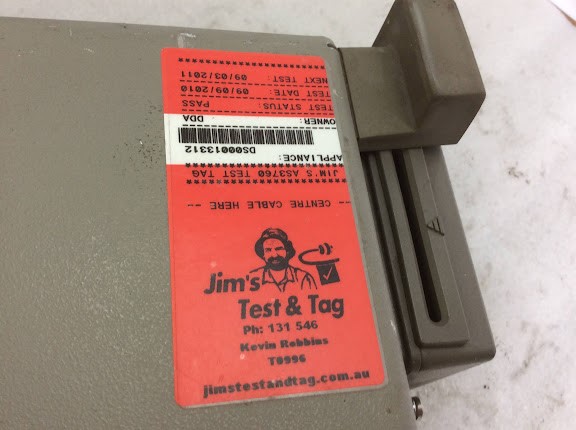 -- CENTRE CABLE HERE --
************************
JIM'S AS3760 TEST TAG
************************
APPLIANCE: DS000013312
OWNER: DDA
************************
TEST STATUS: PASS
TEST DATE: 09/09/2010
NEXT TEST: 09/03/2011
************************
Jim's
Test & Tag
Ph: 131 546
Kevin Robbins
T0996
jimstestandtag.com.au